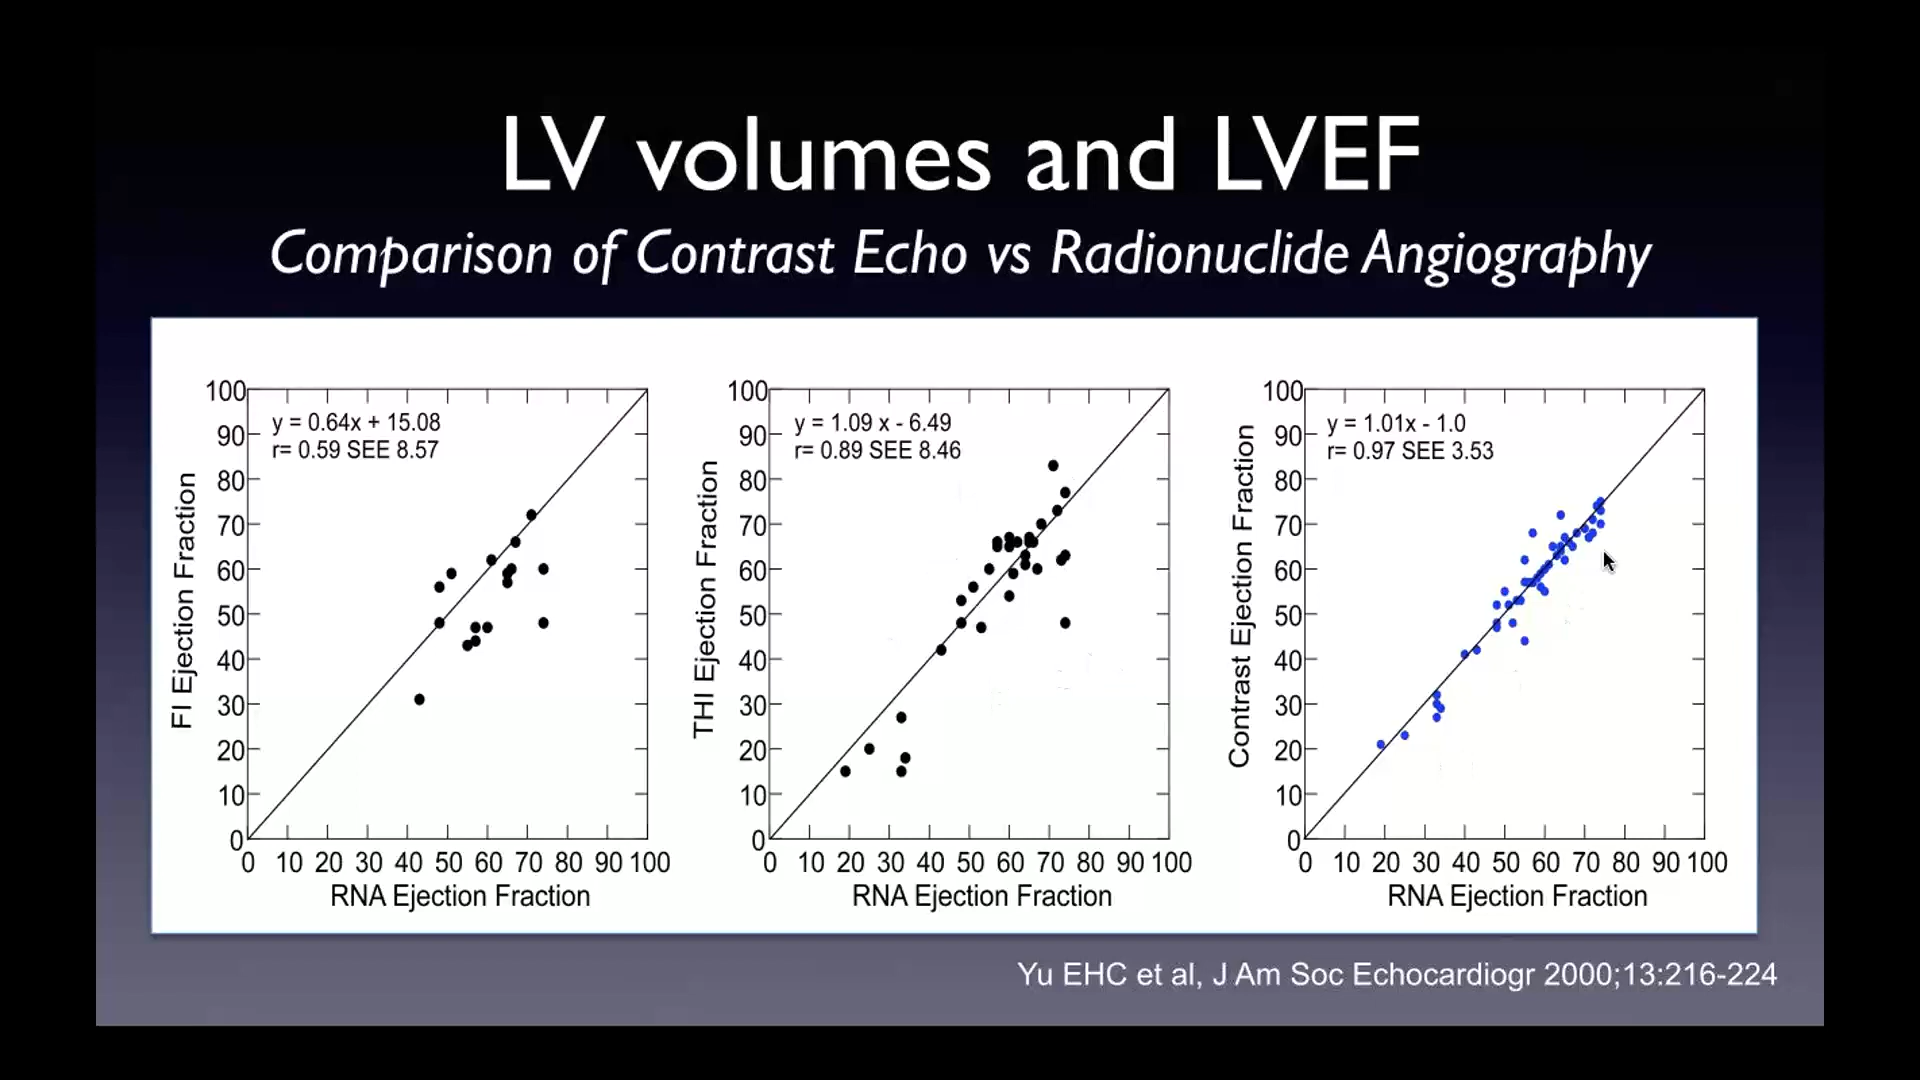 LV volumes and LVEF
Comparison of Contrast Echo vs Radionuclide Angiography
FI Ejection Fraction
100
90
80
70
60
50
40
30
20
10
0
y = 0.64x + 15.08
r= 0.59 SEE 8.57
0 10 20 30 40 50 60 70 80 90 100
RNA Ejection Fraction
THI Ejection Fraction
100
90
80
70
60
50
40
30
20
10
0
y = 1.09 x - 6.49
r= 0.89 SEE 8.46
0 10 20 30 40 50 60 70 80 90 100
RNA Ejection Fraction
Contrast Ejection Fraction
100
90
80
70
60
50
40
30
20
10
0
y = 1.01x - 1.0
r= 0.97 SEE 3.53
0 10 20 30 40 50 60 70 80 90 100
RNA Ejection Fraction
Yu EHC et al, J Am Soc Echocardiogr 2000;13:216-224